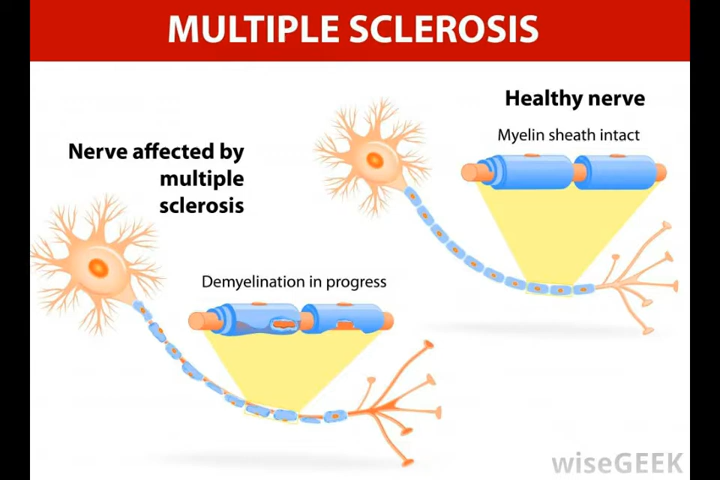 MULTIPLE SCLEROSIS
Healthy nerve
Myelin sheath intact
Nerve affected by
multiple
sclerosis
Demyelination in progress
wiseGEEK